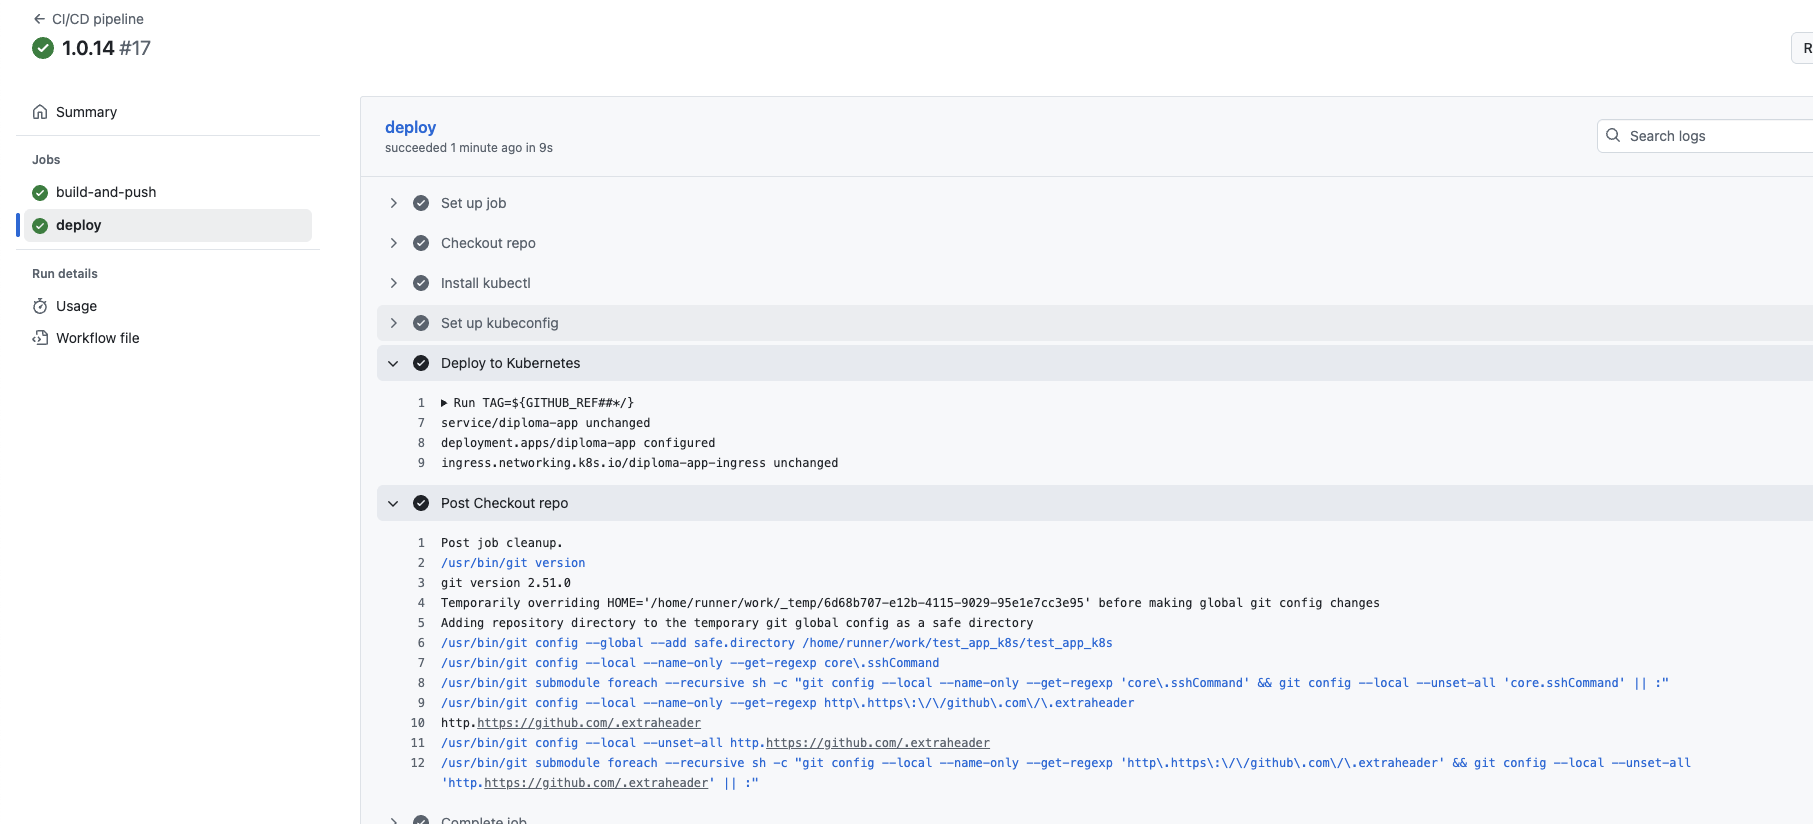 CI/CD pipeline
1.0.14 #17
R
Summary
Jobs
build-and-push
deploy
Run details
Usage
Workflow file
deploy
succeeded 1 minute ago in 9s
Search logs
Set up job
Checkout repo
Install kubectl
Set up kubeconfig
Deploy to Kubernetes
1 Run TAG=${GITHUB_REF##*/}
7 service/diploma-app unchanged
8 deployment.apps/diploma-app configured
9 ingress.networking.k8s.io/diploma-app-ingress unchanged
Post Checkout repo
1 Post job cleanup.
2 /usr/bin/git version
3 git version 2.51.0
4 Temporarily overriding HOME='/home/runner/work/_temp/6d68b707-e12b-4115-9029-95e1e7cc3e95' before making global git config changes
5 Adding repository directory to the temporary git global config as a safe directory
6 /usr/bin/git config --global --add safe.directory /home/runner/work/test_app_k8s/test_app_k8s
7 /usr/bin/git config --local --name-only --get-regexp core\.sshCommand
8 /usr/bin/git submodule foreach --recursive sh -c "git config --local --name-only --get-regexp 'core\.sshCommand' && git config --local --unset-all 'core.sshCommand' || :"
9 /usr/bin/git config --local --name-only --get-regexp http\.https\:\/\/github\.com\/\.extraheader
10 http.https://github.com/.extraheader
11 /usr/bin/git config --local --unset-all http.https://github.com/.extraheader
12 /usr/bin/git submodule foreach --recursive sh -c "git config --local --name-only --get-regexp 'http\.https\:\/\/github\.com\/\.extraheader' && git config --local --unset-all
'http.https://github.com/.extraheader' || :"
Complete job